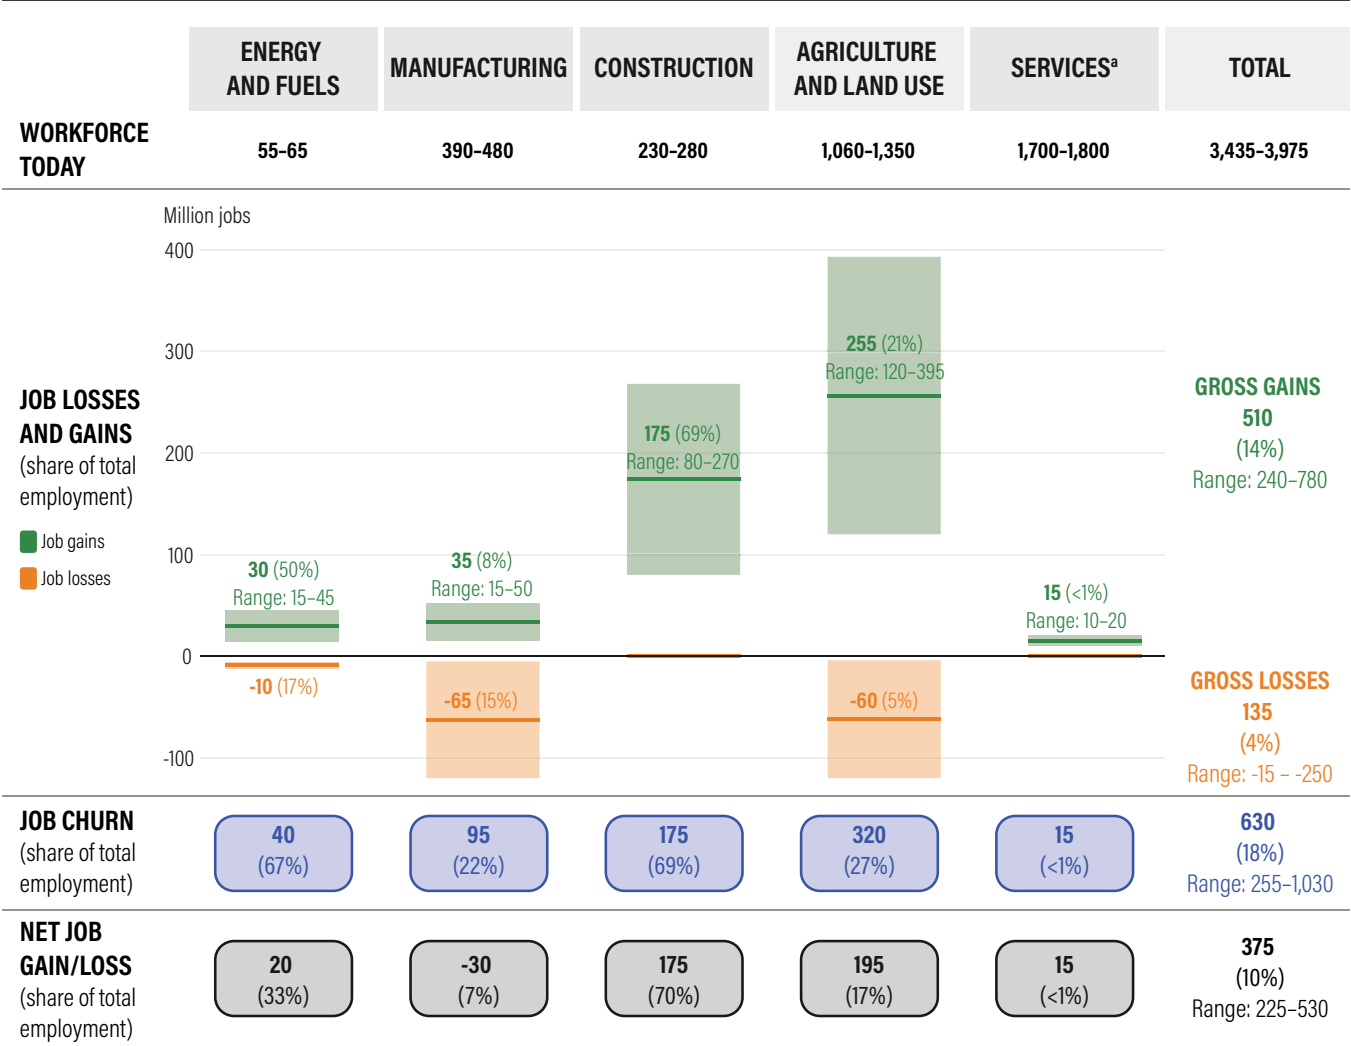 ENERGY
AND FUELS
MANUFACTURING
CONSTRUCTION
AGRICULTURE
AND LAND USE
SERVICESª
TOTAL
WORKFORCE
TODAY
55–65
390–480
230–280
1,060–1,350
1,700–1,800
3,435–3,975
Million jobs
400
300
200
100
0
-100
JOB LOSSES
AND GAINS
(share of total
employment)
Job gains
Job losses
30 (50%)
Range: 15–45
-10 (17%)
35 (8%)
Range: 15–50
-65 (15%)
175 (69%)
Range: 80–270
255 (21%)
Range: 120–395
-60 (5%)
15 (<1%)
Range: 10–20
GROSS GAINS
510
(14%)
Range: 240–780
GROSS LOSSES
135
(4%)
Range: -15 – -250
JOB CHURN
(share of total
employment)
40
(67%)
95
(22%)
175
(69%)
320
(27%)
15
(<1%)
630
(18%)
Range: 255–1,030
NET JOB
GAIN/LOSS
(share of total
employment)
20
(33%)
-30
(7%)
175
(70%)
195
(17%)
15
(<1%)
375
(10%)
Range: 225–530